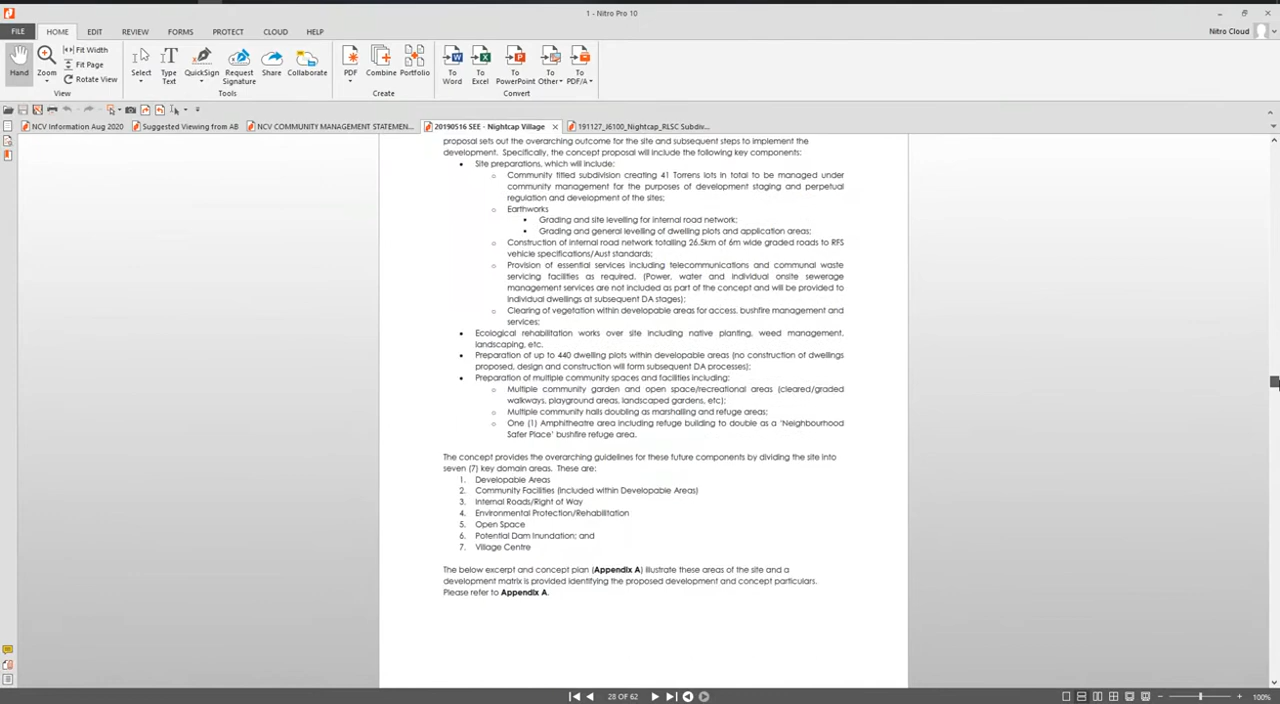 1 - Nitro Pro 10
FILE HOME EDIT REVIEW FORMS PROTECT CLOUD HELP Nitro Cloud
Hand Zoom Fit Width Fit Page Rotate View Select Type Text QuickSign Request Signature Share Collaborate PDF Combine Portfolio To Word To Excel To PowerPoint To Other To PDF/A
View Tools Create Convert
NCV Information Aug 2020 Suggested Viewing from AB NCV COMMUNITY MANAGEMENT STATEMEN... 20190516 SEE - Nightcap Village 191127_J6100_Nightcap_RLSC Subdiv...
proposal sets out the overarching outcome for the site and subsequent steps to implement the
development. Specifically, the concept proposal will include the following key components:
• Site preparations, which will include:
o Community titled subdivision creating 41 Torrens lots in total to be managed under
community management for the purposes of development staging and perpetual
regulation and development of the sites;
o Earthworks
▪ Grading and site levelling for internal road network;
▪ Grading and general levelling of dwelling plots and application areas;
o Construction of internal road network totalling 26.5km of 6m wide graded roads to RFS
vehicle specifications/Aust standards;
o Provision of essential services including telecommunications and communal waste
servicing facilities as required. (Power, water and individual onsite sewerage
management services are not included as part of the concept and will be provided to
individual dwellings at subsequent DA stages);
o Clearing of vegetation within developable areas for access, bushfire management and
services;
• Ecological rehabilitation works over site including native planting, weed management,
landscaping, etc.
• Preparation of up to 440 dwelling plots within developable areas (no construction of dwellings
proposed, design and construction will form subsequent DA processes);
• Preparation of multiple community spaces and facilities including:
o Multiple community garden and open space/recreational areas (cleared/graded
walkways, playground areas, landscaped gardens, etc);
o Multiple community halls doubling as marshalling and refuge areas;
o One (1) Amphitheatre area including refuge building to double as a 'Neighbourhood
Safer Place' bushfire refuge area.
The concept provides the overarching guidelines for these future components by dividing the site into
seven (7) key domain areas. These are:
1. Developable Areas
2. Community Facilities (included within Developable Areas)
3. Internal Roads/Right of Way
4. Environmental Protection/Rehabilitation
5. Open Space
6. Potential Dam Inundation; and
7. Village Centre
The below excerpt and concept plan (Appendix A) illustrate these areas of the site and a
development matrix is provided identifying the proposed development and concept particulars.
Please refer to Appendix A.
28 OF 62 100%